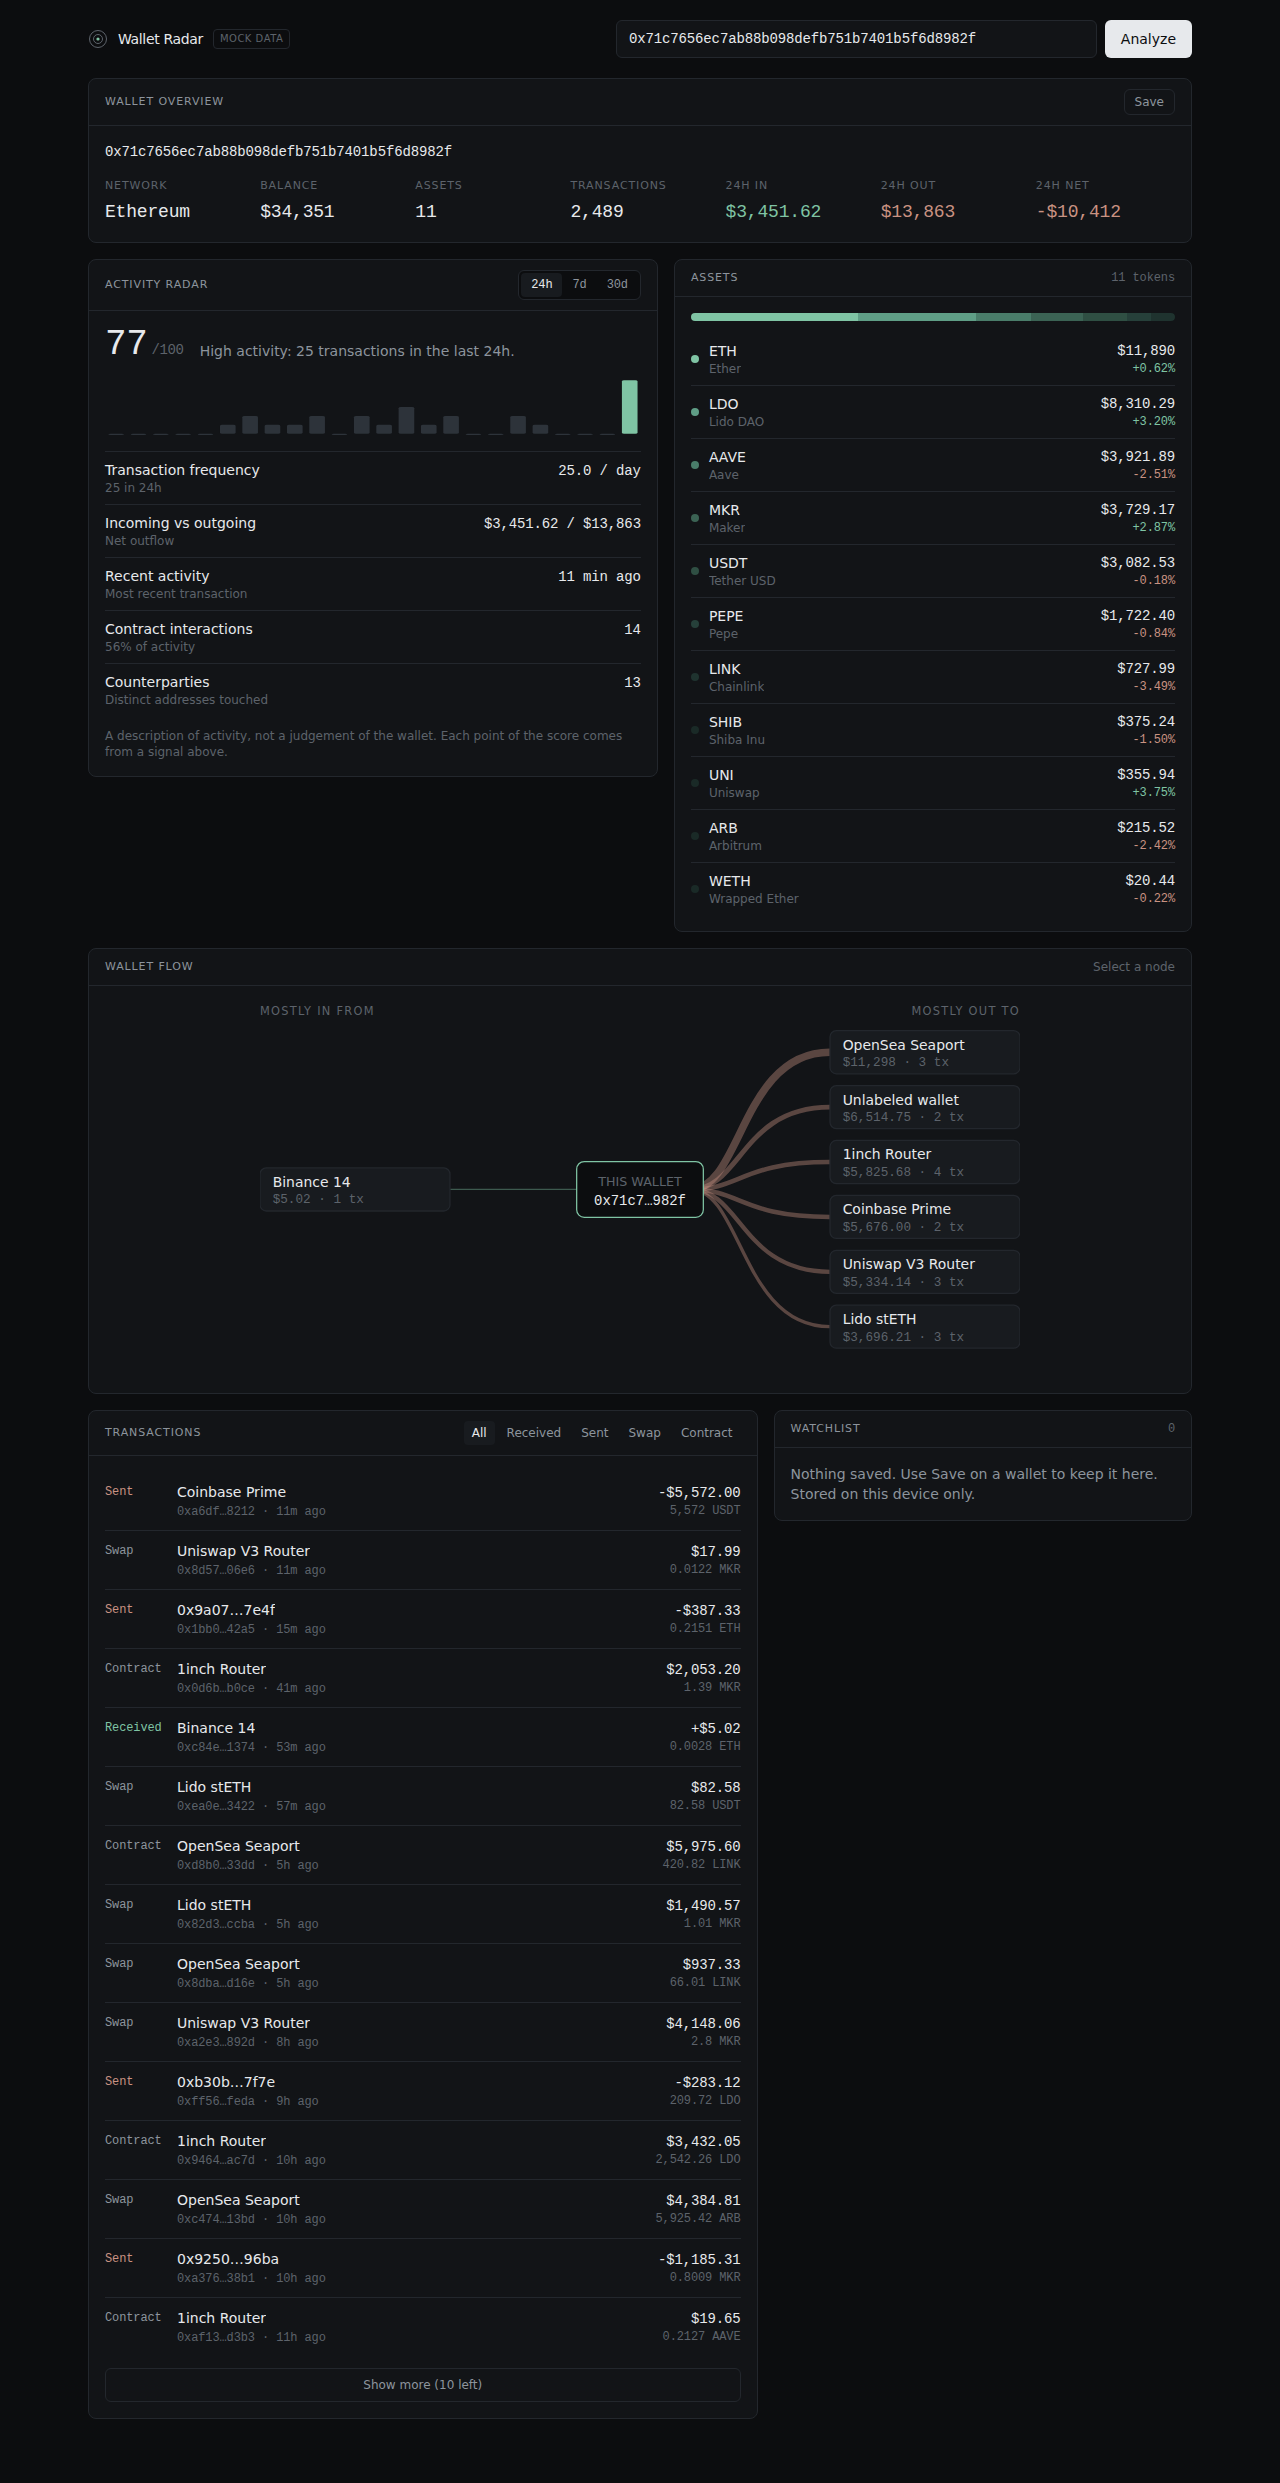 Wallet Radar
MOCK DATA
0x71c7656ec7ab88b098defb751b7401b5f6d8982f
Analyze
WALLET OVERVIEW
Save
0x71c7656ec7ab88b098defb751b7401b5f6d8982f
NETWORK
Ethereum
BALANCE
$34,351
ASSETS
11
TRANSACTIONS
2,489
24H IN
$3,451.62
24H OUT
$13,863
24H NET
-$10,412
ACTIVITY RADAR
24h 7d 30d
77 /100
High activity: 25 transactions in the last 24h.
Transaction frequency
25 in 24h
25.0 / day
Incoming vs outgoing
Net outflow
$3,451.62 / $13,863
Recent activity
Most recent transaction
11 min ago
Contract interactions
56% of activity
14
Counterparties
Distinct addresses touched
13
A description of activity, not a judgement of the wallet. Each point of the score comes
from a signal above.
ASSETS
11 tokens
ETH
Ether
$11,890
+0.62%
LDO
Lido DAO
$8,310.29
+3.20%
AAVE
Aave
$3,921.89
-2.51%
MKR
Maker
$3,729.17
+2.87%
USDT
Tether USD
$3,082.53
-0.18%
PEPE
Pepe
$1,722.40
-0.84%
LINK
Chainlink
$727.99
-3.49%
SHIB
Shiba Inu
$375.24
-1.50%
UNI
Uniswap
$355.94
+3.75%
ARB
Arbitrum
$215.52
-2.42%
WETH
Wrapped Ether
$20.44
-0.22%
WALLET FLOW
Select a node
MOSTLY IN FROM
MOSTLY OUT TO
Binance 14
$5.02 · 1 tx
THIS WALLET
0x71c7…982f
OpenSea Seaport
$11,298 · 3 tx
Unlabeled wallet
$6,514.75 · 2 tx
1inch Router
$5,825.68 · 4 tx
Coinbase Prime
$5,676.00 · 2 tx
Uniswap V3 Router
$5,334.14 · 3 tx
Lido stETH
$3,696.21 · 3 tx
TRANSACTIONS
All Received Sent Swap Contract
Sent
Coinbase Prime
0xa6df…8212 · 11m ago
-$5,572.00
5,572 USDT
Swap
Uniswap V3 Router
0x8d57…06e6 · 11m ago
$17.99
0.0122 MKR
Sent
0x9a07…7e4f
0x1bb0…42a5 · 15m ago
-$387.33
0.2151 ETH
Contract
1inch Router
0x0d6b…b0ce · 41m ago
$2,053.20
1.39 MKR
Received
Binance 14
0xc84e…1374 · 53m ago
+$5.02
0.0028 ETH
Swap
Lido stETH
0xea0e…3422 · 57m ago
$82.58
82.58 USDT
Contract
OpenSea Seaport
0xd8b0…33dd · 5h ago
$5,975.60
420.82 LINK
Swap
Lido stETH
0x82d3…ccba · 5h ago
$1,490.57
1.01 MKR
Swap
OpenSea Seaport
0x8dba…d16e · 5h ago
$937.33
66.01 LINK
Swap
Uniswap V3 Router
0xa2e3…892d · 8h ago
$4,148.06
2.8 MKR
Sent
0xb30b…7f7e
0xff56…feda · 9h ago
-$283.12
209.72 LDO
Contract
1inch Router
0x9464…ac7d · 10h ago
$3,432.05
2,542.26 LDO
Swap
OpenSea Seaport
0xc474…13bd · 10h ago
$4,384.81
5,925.42 ARB
Sent
0x9250…96ba
0xa376…38b1 · 10h ago
-$1,185.31
0.8009 MKR
Contract
1inch Router
0xaf13…d3b3 · 11h ago
$19.65
0.2127 AAVE
Show more (10 left)
WATCHLIST
0
Nothing saved. Use Save on a wallet to keep it here.
Stored on this device only.